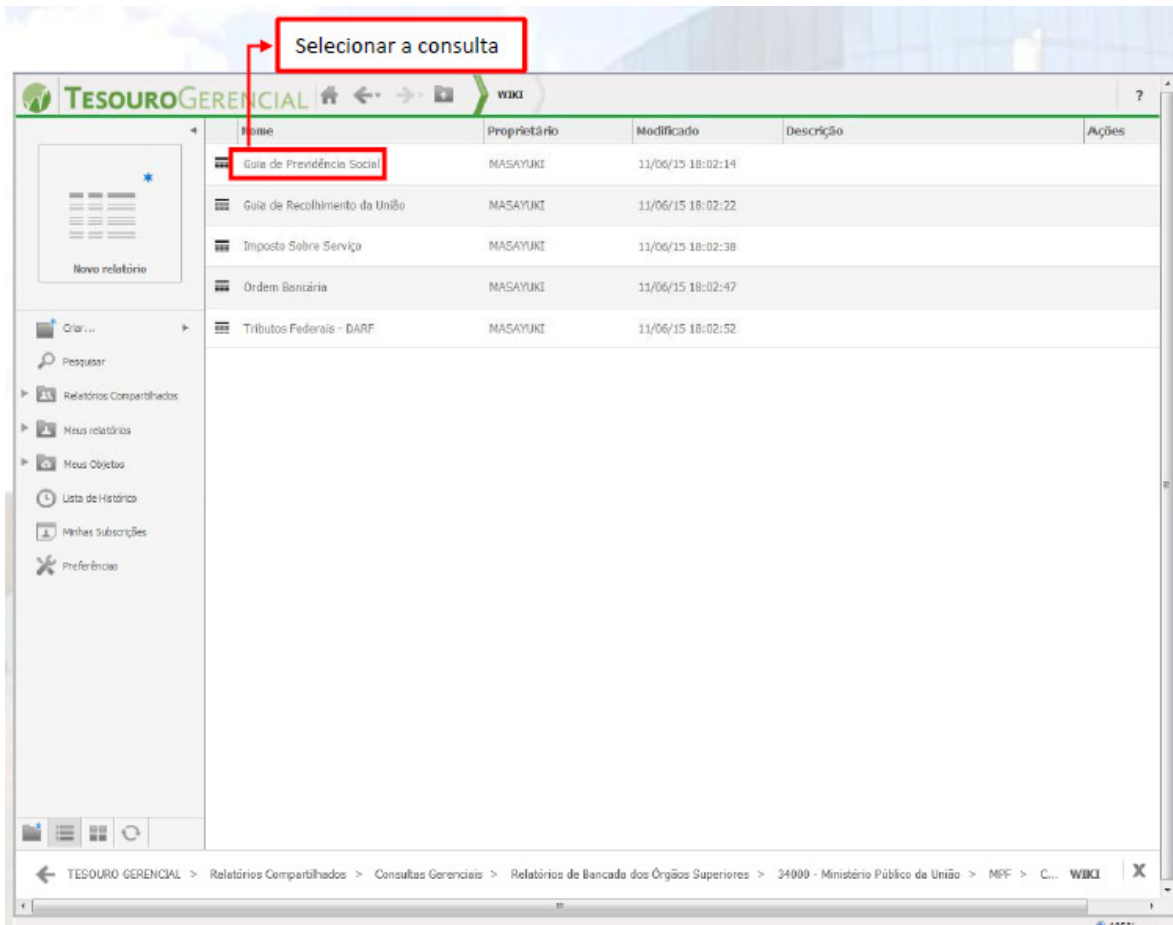 Selecionar a consulta
TESOUROGERENCIAL WIKI ?
Nome Proprietário Modificado Descrição Ações
Guia de Previdência Social MASAYUKI 11/06/15 18:02:14
Guia de Recolhimento da União MASAYUKI 11/06/15 18:02:22
Imposto Sobre Serviço MASAYUKI 11/06/15 18:02:38
Ordem Bancária MASAYUKI 11/06/15 18:02:47
Tributos Federais - DARF MASAYUKI 11/06/15 18:02:52
Novo relatório
Criar...
Pesquisar
Relatórios Compartilhados
Meus relatórios
Meus Objetos
Lista de Histórico
Minhas Subscrições
Preferências
TESOURO GERENCIAL > Relatórios Compartilhados > Consultas Gerenciais > Relatórios de Bancada dos Órgãos Superiores > 34000 - Ministério Público da União > MPF > C... WIKI X